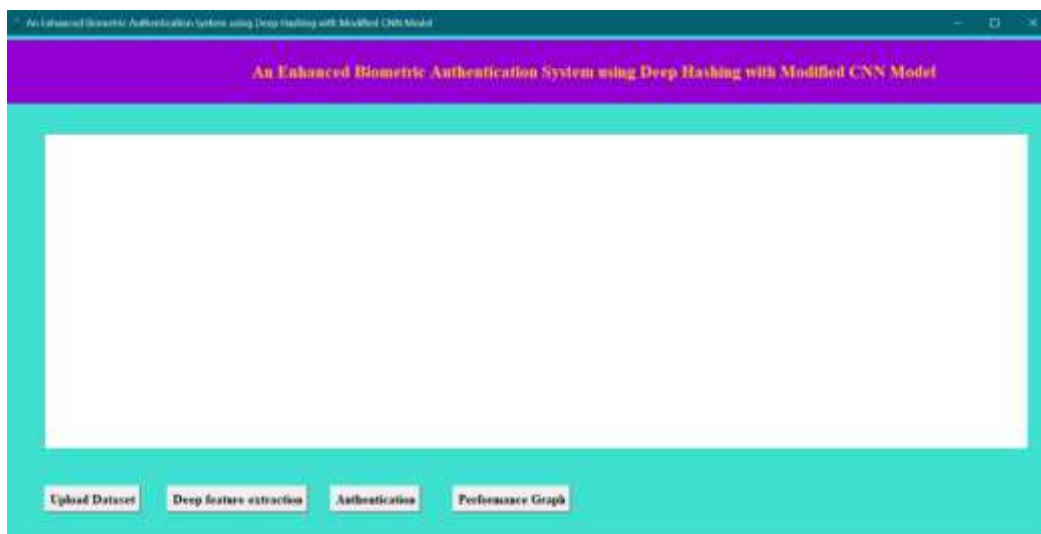 An Enhanced Biometric Authentication System using Deep Hashing with Modified CNN Model
An Enhanced Biometric Authentication System using Deep Hashing with Modified CNN Model
Upload Dataset
Deep feature extraction
Authentication
Performance Graph